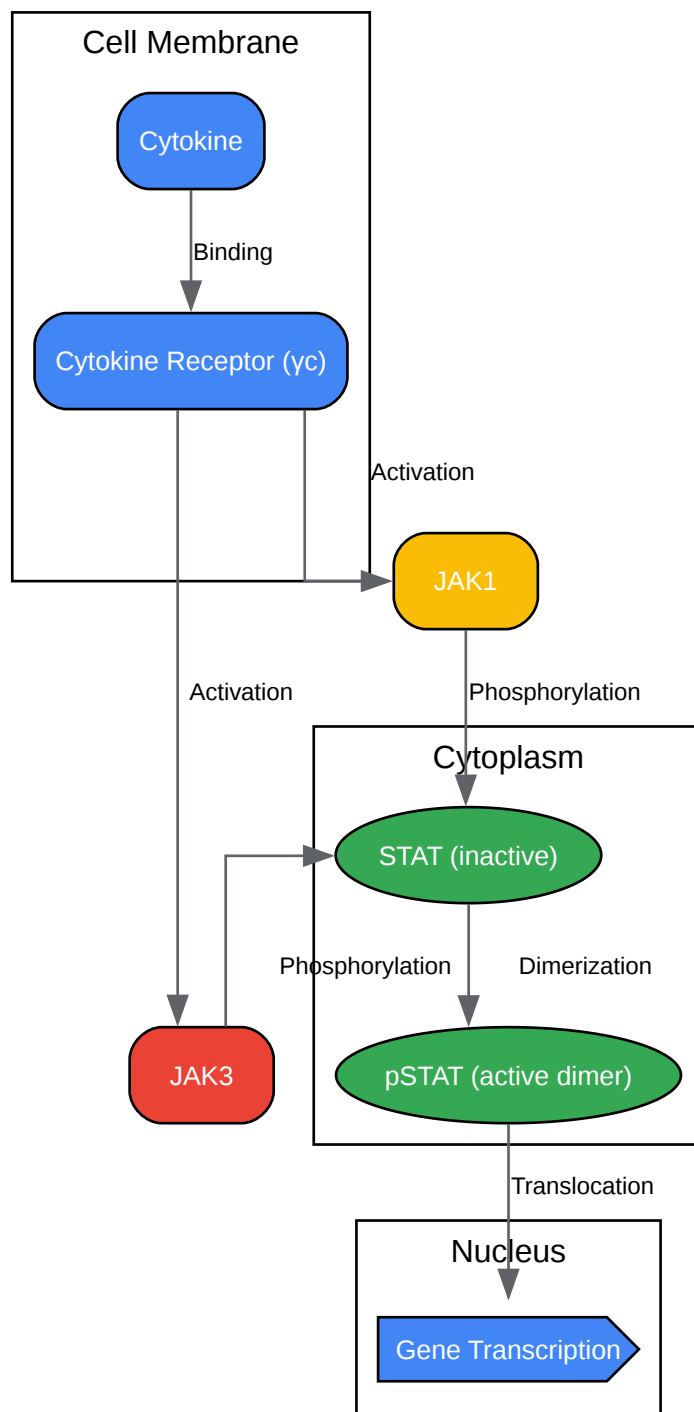 Cell Membrane
Cytokine
Binding
Cytokine Receptor (γc)
Activation
JAK1
Activation
Phosphorylation
Cytoplasm
STAT (inactive)
Phosphorylation
Dimerization
JAK3
pSTAT (active dimer)
Translocation
Nucleus
Gene Transcription